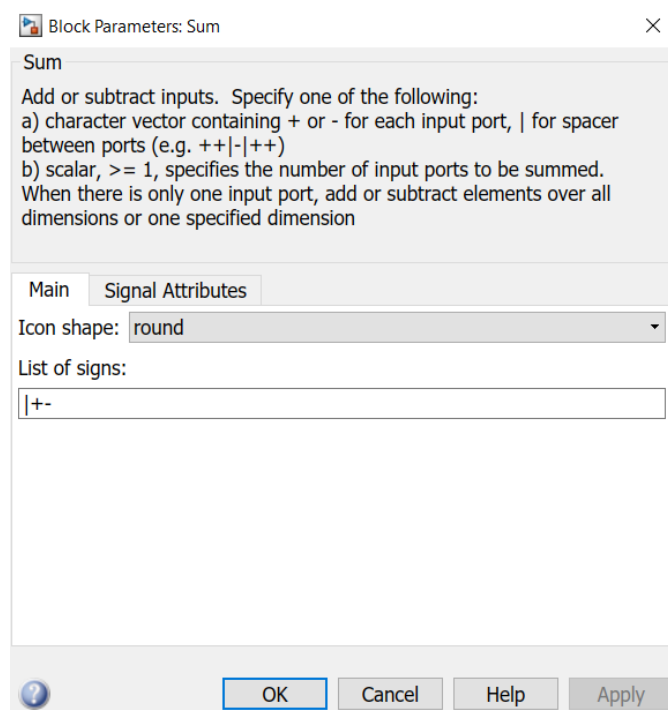 Block Parameters: Sum
Sum
Add or subtract inputs.  Specify one of the following:
a) character vector containing + or - for each input port, | for spacer
between ports (e.g. ++|-|++)
b) scalar, >= 1, specifies the number of input ports to be summed.
When there is only one input port, add or subtract elements over all
dimensions or one specified dimension
Main Signal Attributes
Icon shape: round
List of signs:
|+-
? OK Cancel Help Apply